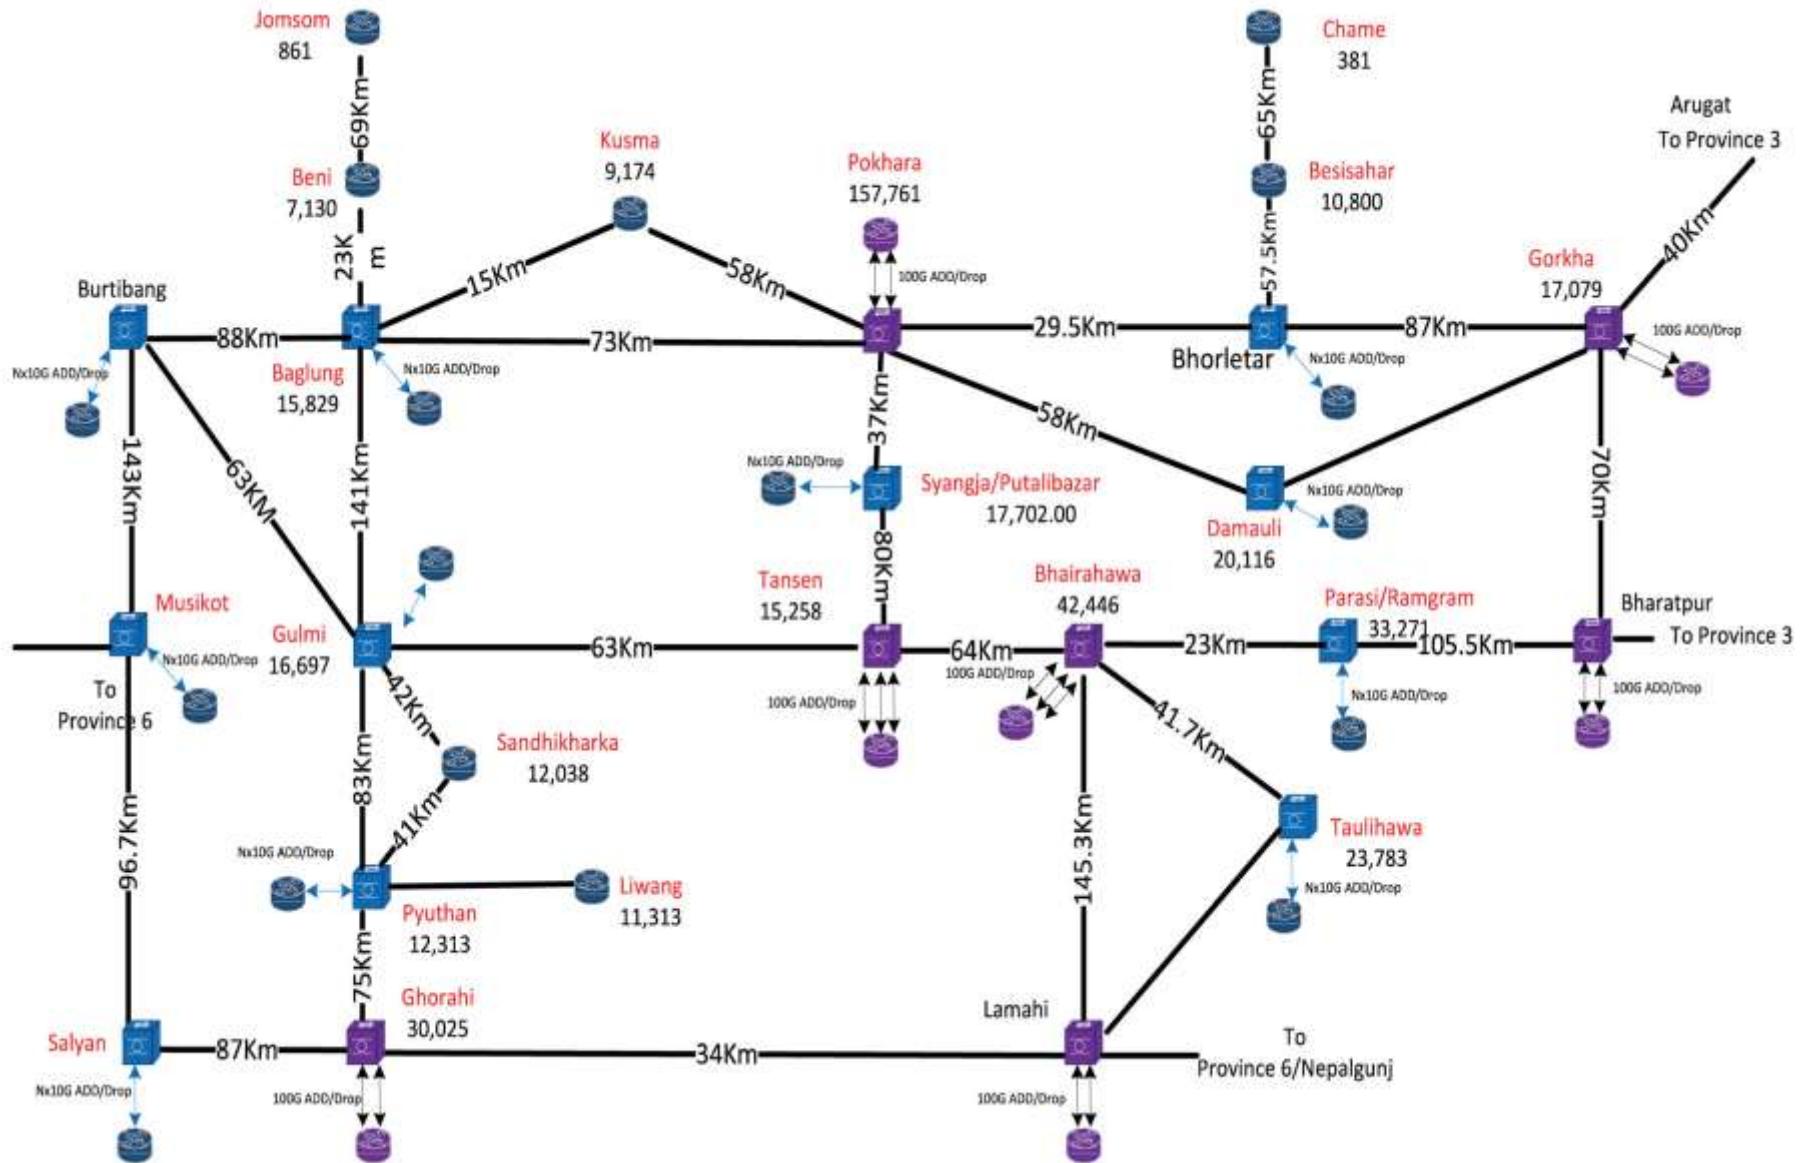 Jomsom
861
69Km
Beni
7,130
23K
m
Kusma
9,174
15Km
58Km
Pokhara
157,761
100G ADD/Drop
Chame
381
65Km
Besisahar
10,800
57.5Km
Arugat
To Province 3
40Km
Gorkha
17,079
100G ADD/Drop
Burtibang
88Km
Nx10G ADD/Drop
Baglung
15,829
Nx10G ADD/Drop
73Km
29.5Km
Bhorletar
Nx10G ADD/Drop
87Km
37Km
58Km
143Km
63KM
141Km
Nx10G ADD/Drop
Syangja/Putalibazar
17,702.00
80Km
Nx10G ADD/Drop
Damauli
20,116
70Km
Musikot
Nx10G ADD/Drop
To
Province 6
Gulmi
16,697
63Km
Tansen
15,258
100G ADD/Drop
64Km
Bhairahawa
42,446
100G ADD/Drop
23Km
Parasi/Ramgram
33,271
105.5Km
Nx10G ADD/Drop
Bharatpur
To Province 3
100G ADD/Drop
42Km
Sandhikharka
12,038
83Km
41Km
96.7Km
Nx10G ADD/Drop
Pyuthan
12,313
Liwang
11,313
41.7Km
145.3Km
Taulihawa
23,783
Nx10G ADD/Drop
75Km
Ghorahi
30,025
Lamahi
To
Province 6/Nepalgunj
Salyan
87Km
34Km
Nx10G ADD/Drop
100G ADD/Drop
100G ADD/Drop